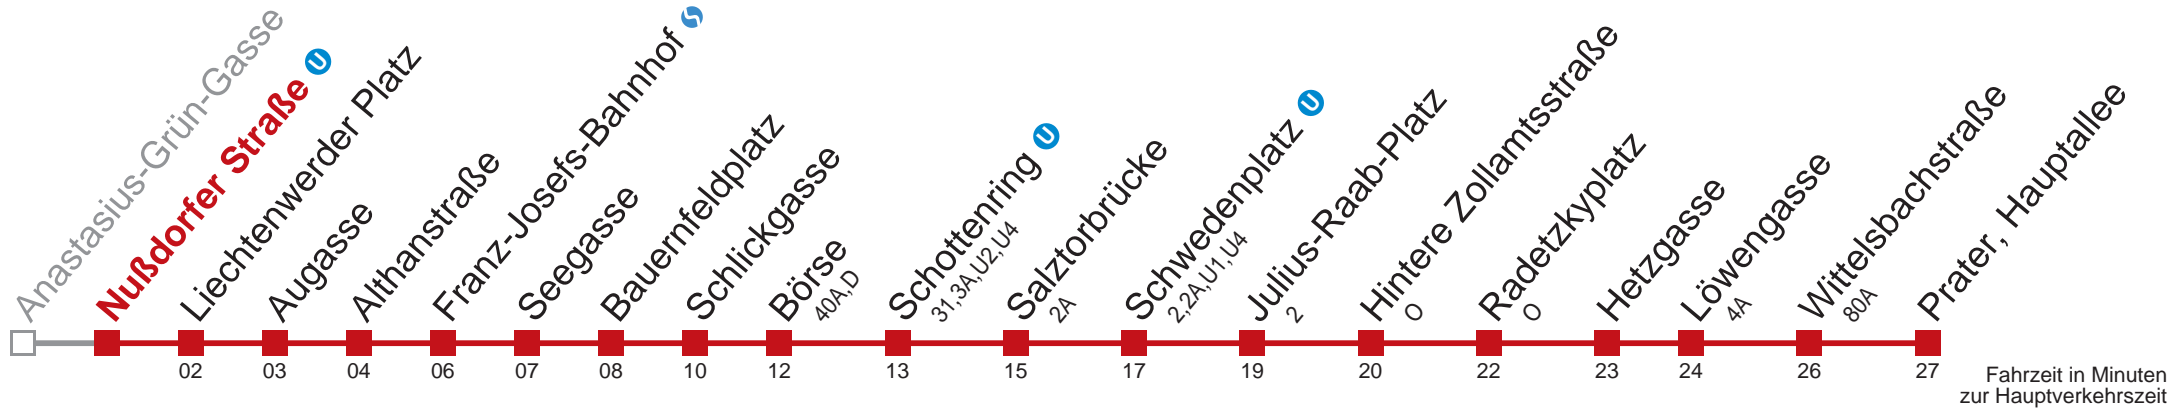 Anastasius-Grün-Gasse
Nußdorfer Straße U
Liechtenwerder Platz
Augasse
Althanstraße
Franz-Josefs-Bahnhof S
Seegasse
Bauernfeldplatz
Schlickgasse
Börse
40A,D
Schottenring U
31,3A,U2,U4
Salztorbrücke
2A
Schwedenplatz U
2,2A,U1,U4
Julius-Raab-Platz
2
Hintere Zollamtsstraße
O
Radetzkyplatz
O
Hetzgasse
Löwengasse
4A
Wittelsbachstraße
80A
Prater, Hauptallee
02 03 04 06 07 08 10 12 13 15 17 19 20 22 23 24 26 27
Fahrzeit in Minuten
zur Hauptverkehrszeit